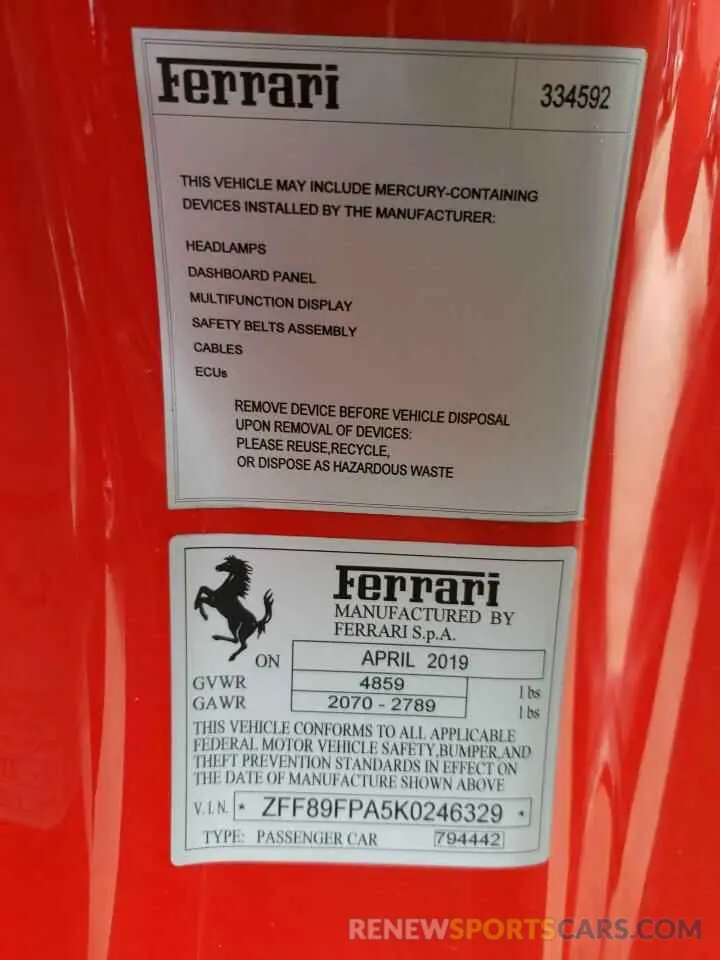 Ferrari 334592
THIS VEHICLE MAY INCLUDE MERCURY-CONTAINING
DEVICES INSTALLED BY THE MANUFACTURER:
HEADLAMPS
DASHBOARD PANEL
MULTIFUNCTION DISPLAY
SAFETY BELTS ASSEMBLY
CABLES
ECUs
REMOVE DEVICE BEFORE VEHICLE DISPOSAL
UPON REMOVAL OF DEVICES:
PLEASE REUSE,RECYCLE,
OR DISPOSE AS HAZARDOUS WASTE
Ferrari
MANUFACTURED BY
FERRARI S.p.A.
ON APRIL 2019
GVWR 4859 lbs
GAWR 2070 - 2789 lbs
THIS VEHICLE CONFORMS TO ALL APPLICABLE
FEDERAL MOTOR VEHICLE SAFETY,BUMPER,AND
THEFT PREVENTION STANDARDS IN EFFECT ON
THE DATE OF MANUFACTURE SHOWN ABOVE
V.I.N. * ZFF89FPA5K0246329 *
TYPE: PASSENGER CAR 794442
RENEWSPORTSCARS.COM